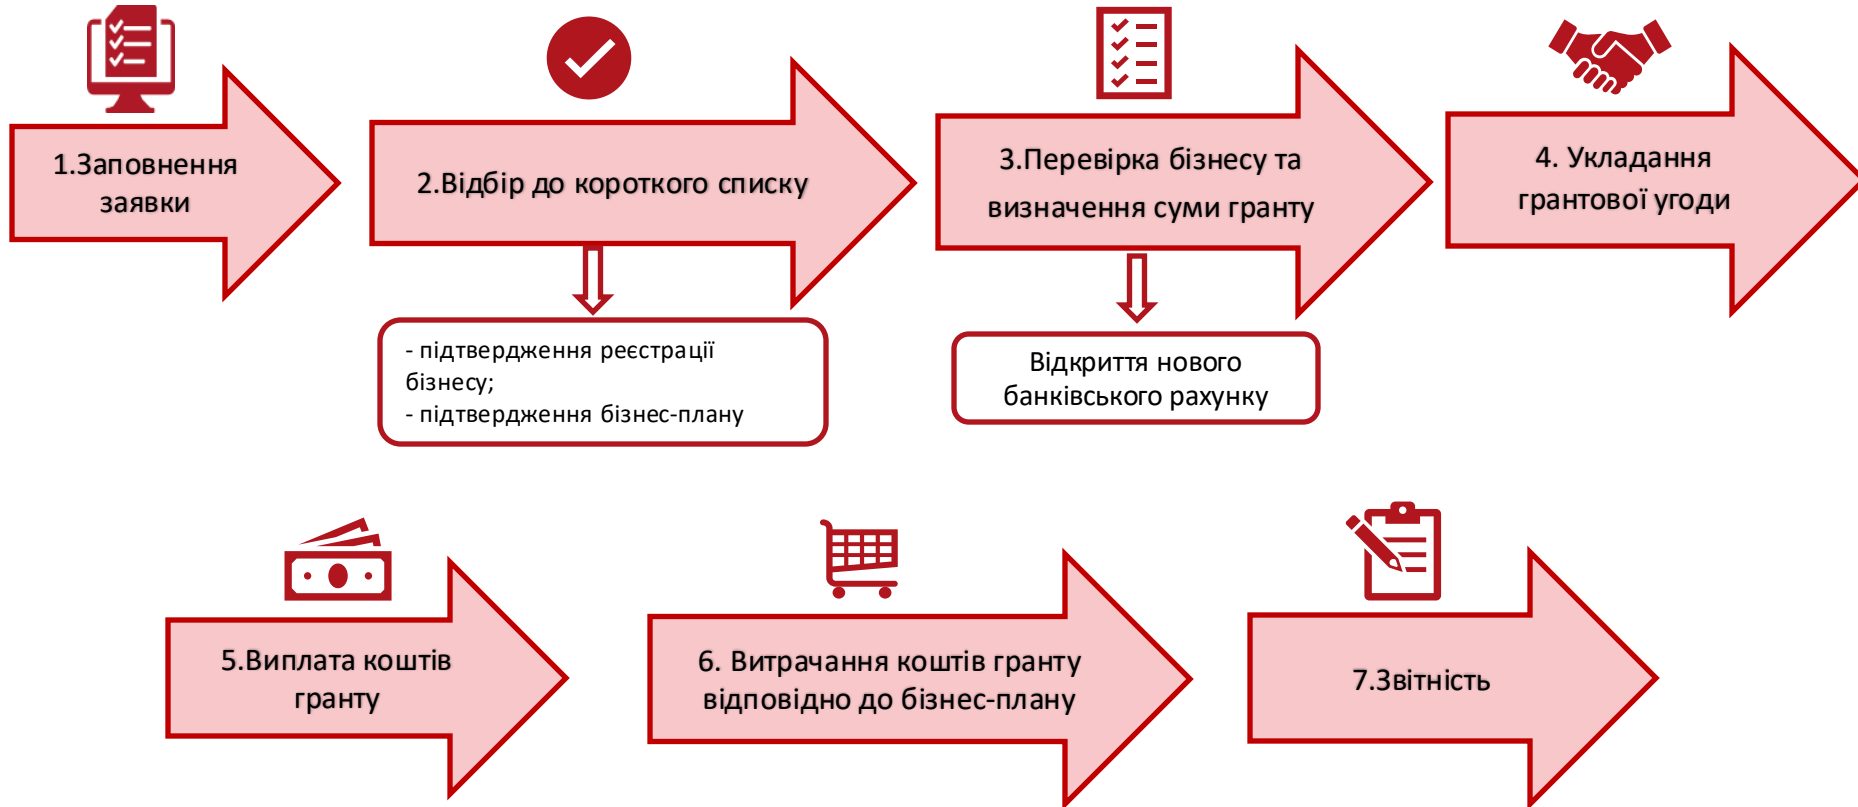 1.Заповнення
заявки
2.Відбір до короткого списку
3.Перевірка бізнесу та
визначення суми гранту
4. Укладання
грантової угоди
- підтвердження реєстрації
бізнесу;
- підтвердження бізнес-плану
Відкриття нового
банківського рахунку
5.Виплата коштів
гранту
6. Витрачання коштів гранту
відповідно до бізнес-плану
7.Звітність